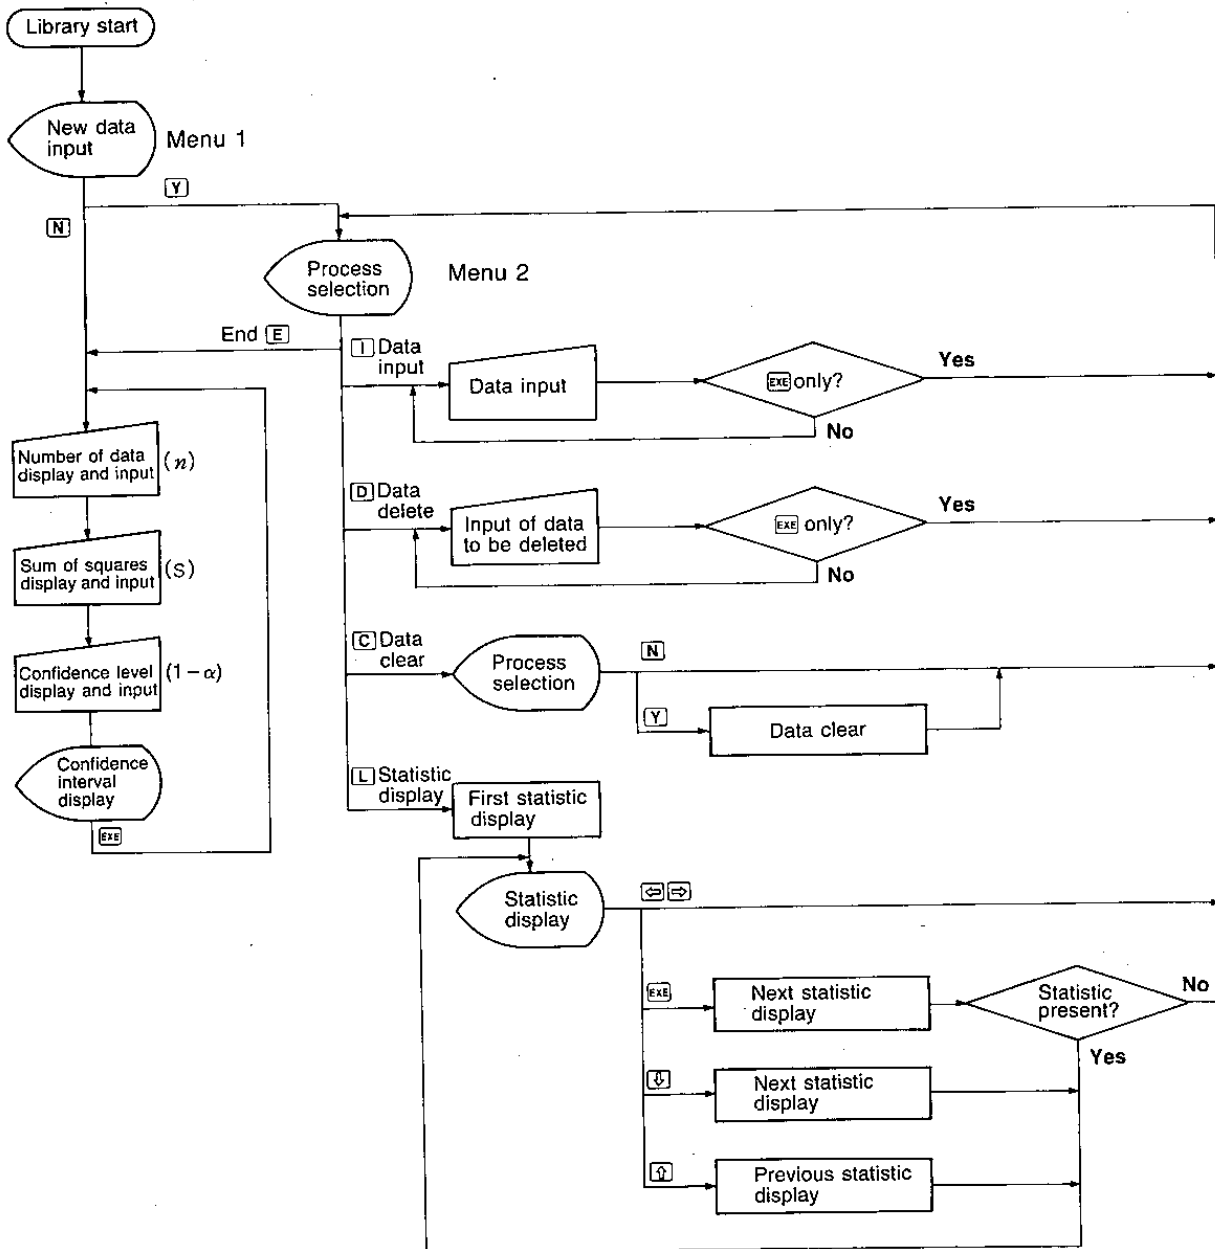 Library start
New data
input
Menu 1
Y
N
Process
selection
Menu 2
End E
I Data
input
Data input
EXE only?
Yes
No
Number of data
display and input
(n)
D Data
delete
Input of data
to be deleted
EXE only?
Yes
No
Sum of squares
display and input
(S)
C Data
clear
Process
selection
N
Y
Data clear
Confidence level
display and input
(1−α)
Confidence
interval
display
EXE
L Statistic
display
First statistic
display
Statistic
display
⇦ ⇨
EXE
Next statistic
display
Statistic
present?
No
Yes
⇩
Next statistic
display
⇧
Previous statistic
display